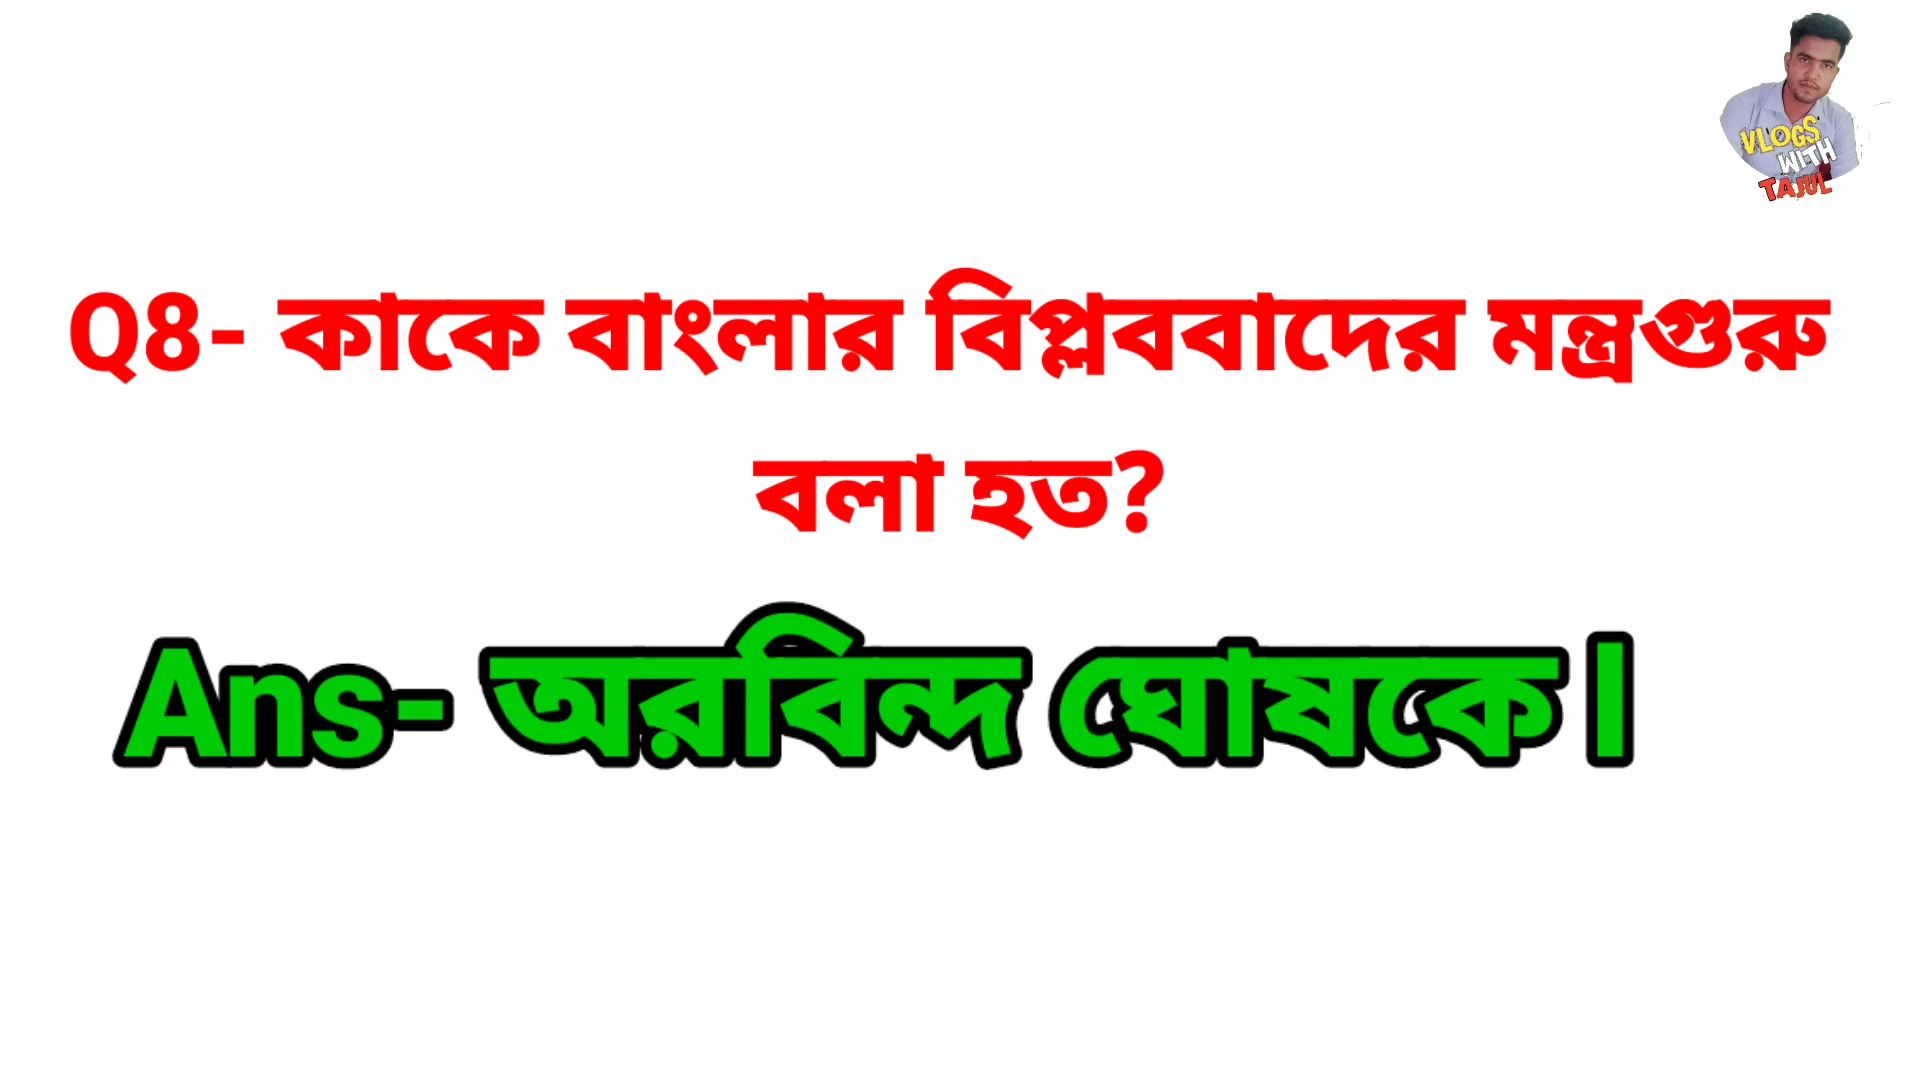 VLOGS
WITH
TAJUL
Q8- কাকে বাংলার বিপ্লববাদের মন্ত্রগুরু
বলা হত?
Ans- অরবিন্দ ঘোষকে।